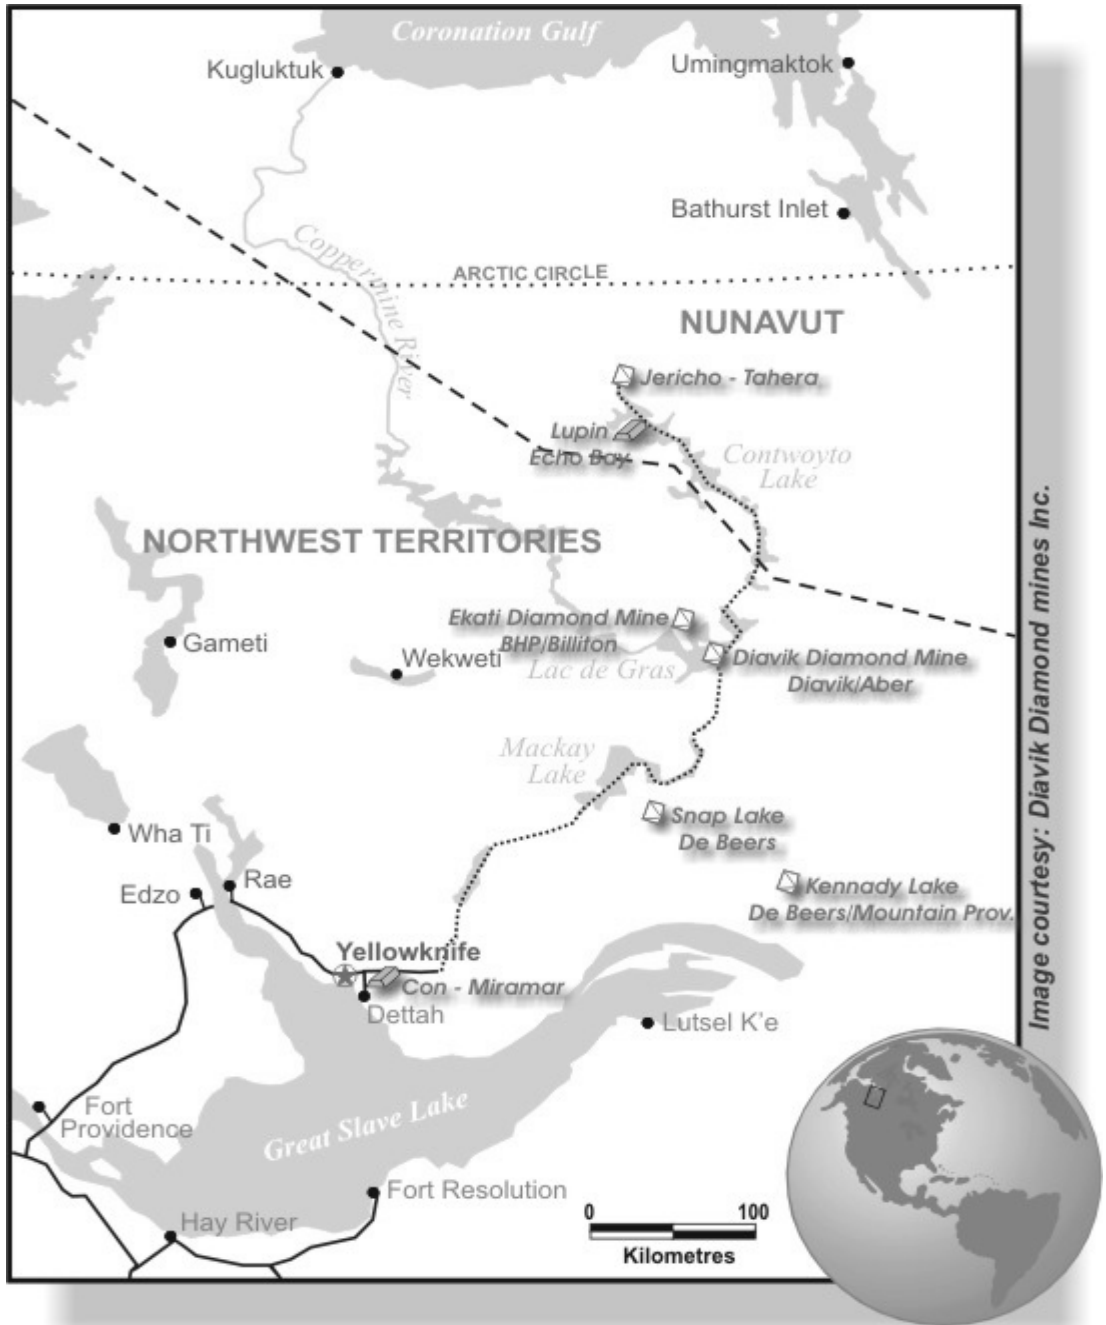 Coronation Gulf
Kugluktuk
Umingmaktok
Bathurst Inlet
Coppermine River
ARCTIC CIRCLE
NUNAVUT
Jericho - Tahera
Lupin
Echo Bay
Contwoyto
Lake
NORTHWEST TERRITORIES
Ekati Diamond Mine
BHP/Billiton
Gameti
Wekweti
Lac de Gras
Diavik Diamond Mine
Diavik/Aber
Mackay
Lake
Snap Lake
De Beers
Wha Ti
Rae
Edzo
Kennady Lake
De Beers/Mountain Prov.
Yellowknife
Con - Miramar
Dettah
Lutsel K'e
Fort
Providence
Great Slave Lake
Fort Resolution
Hay River
0 100
Kilometres
Image courtesy: Diavik Diamond mines Inc.